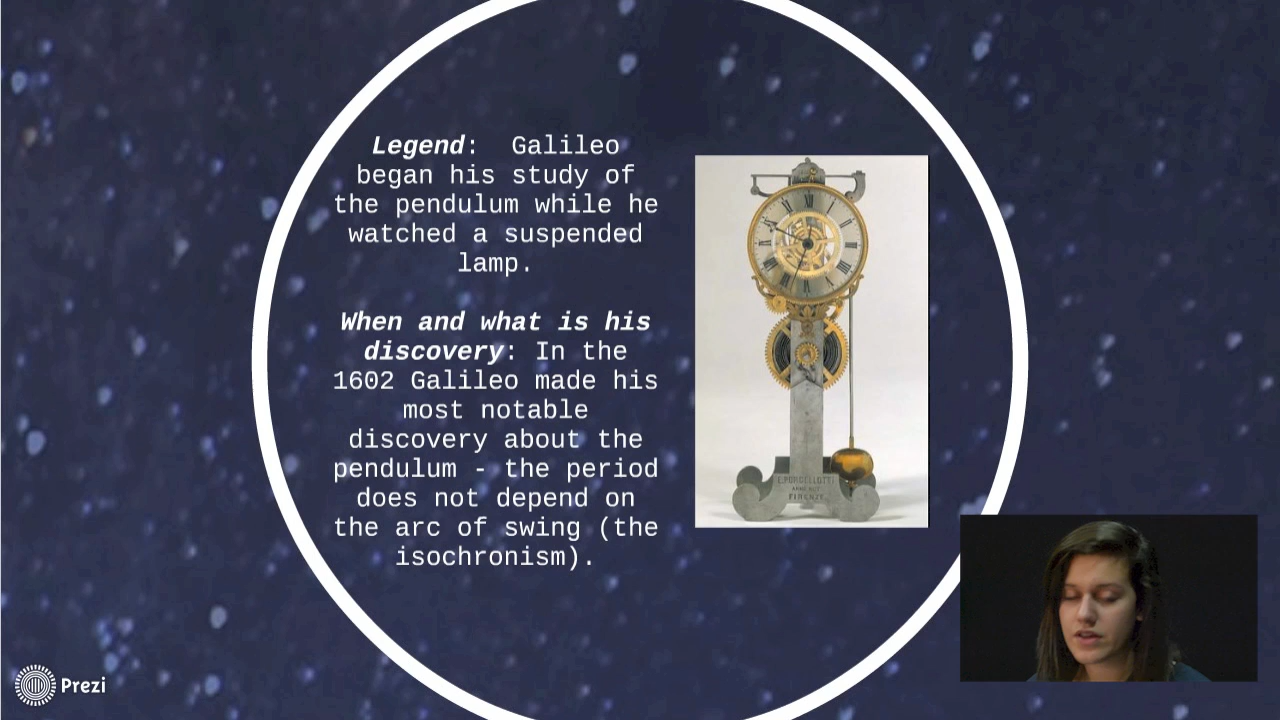 Legend: Galileo
began his study of
the pendulum while he
watched a suspended
lamp.
When and what is his
discovery: In the
1602 Galileo made his
most notable
discovery about the
pendulum - the period
does not depend on
the arc of swing (the
isochronism).
FIRENZE
Prezi